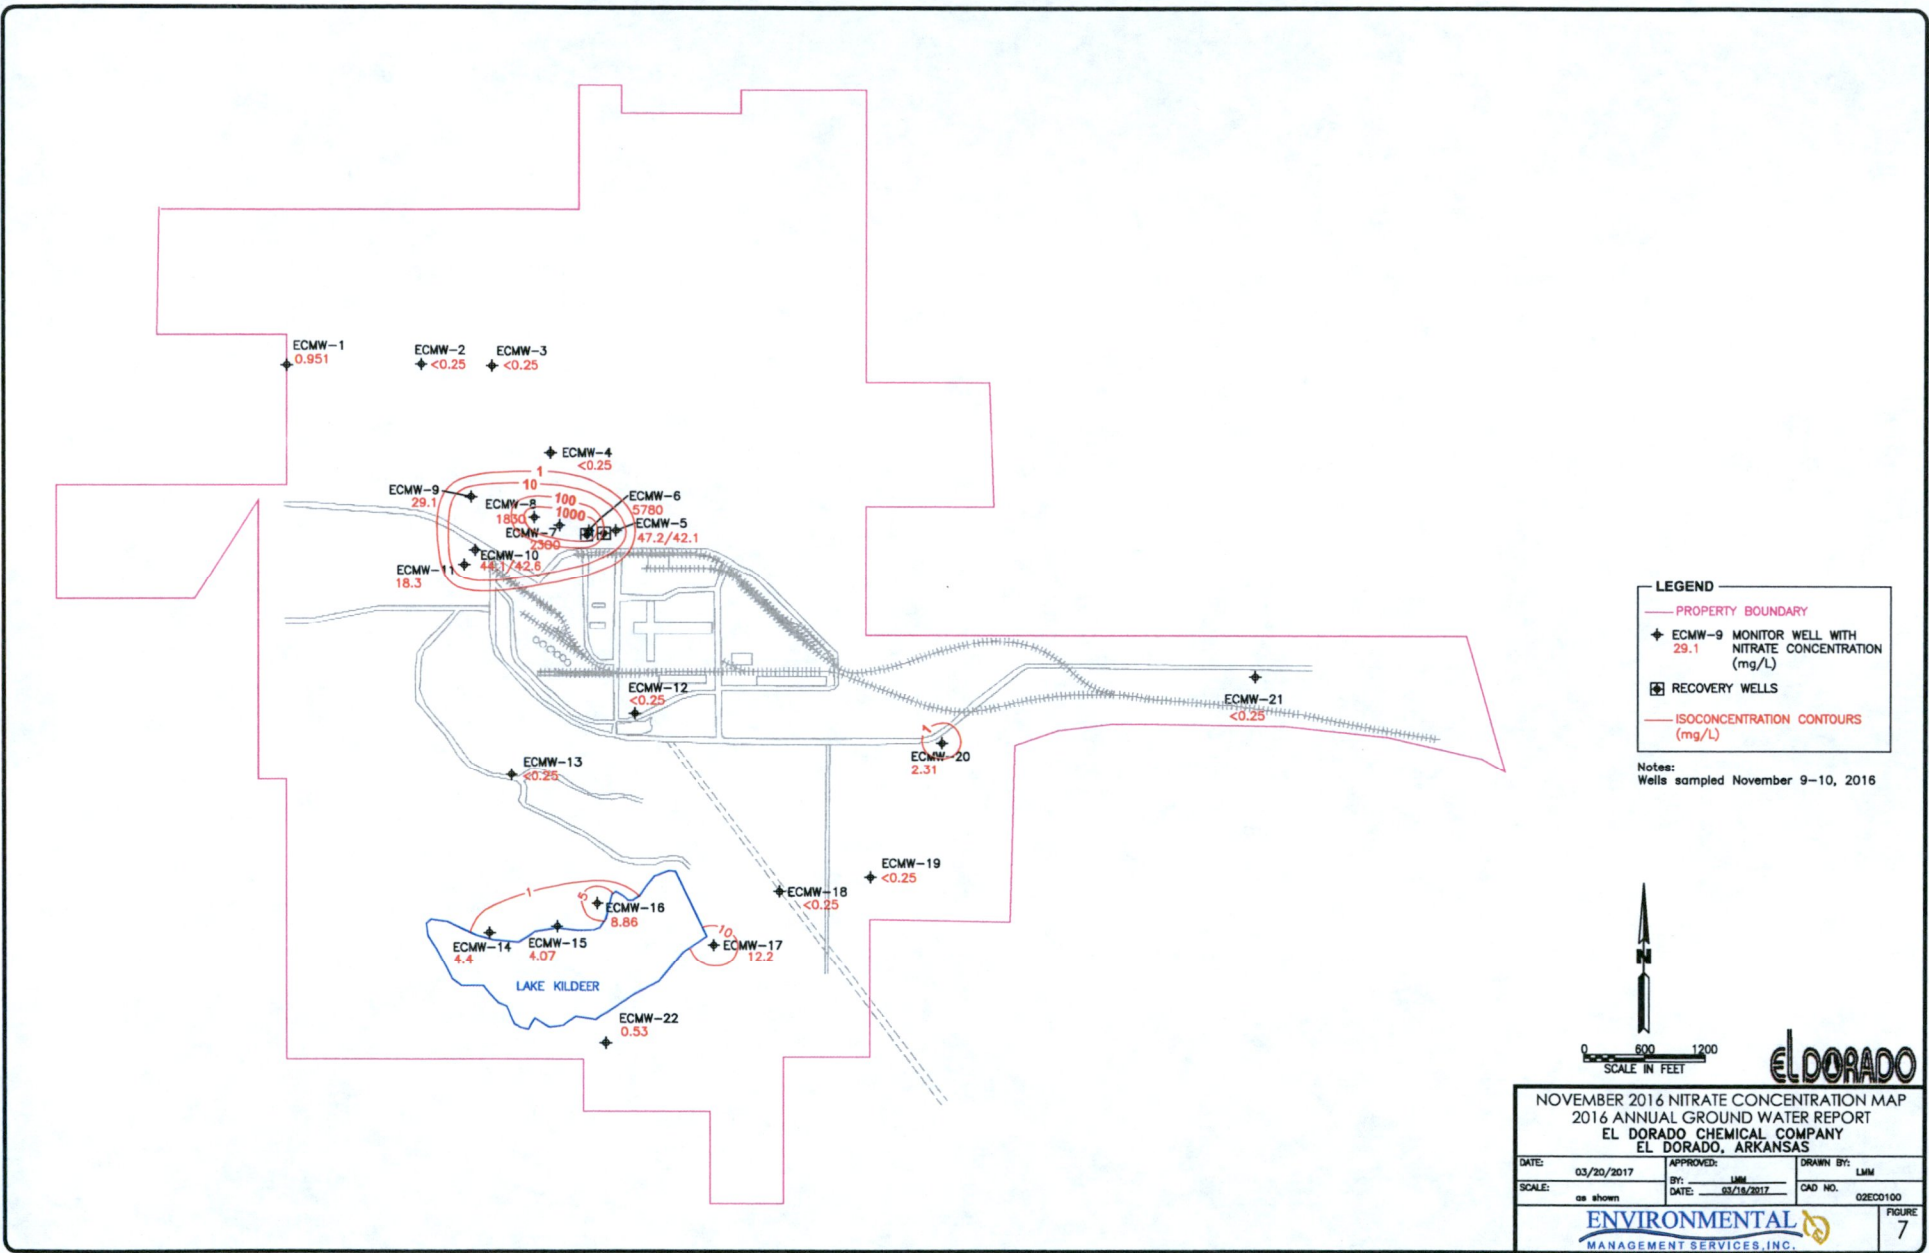 ECMW-1
0.951
ECMW-2
<0.25
ECMW-3
<0.25
ECMW-4
<0.25
1
10
100
1000
ECMW-9
29.1
ECMW-8
1830
ECMW-7
2300
ECMW-6
5780
ECMW-5
47.2/42.1
ECMW-10
44.1/42.6
ECMW-11
18.3
ECMW-12
<0.25
ECMW-21
<0.25
1
ECMW-20
2.31
ECMW-13
<0.25
ECMW-19
<0.25
ECMW-18
<0.25
1
5
ECMW-16
8.86
ECMW-14
4.4
ECMW-15
4.07
10
ECMW-17
12.2
LAKE KILDEER
ECMW-22
0.53
LEGEND
PROPERTY BOUNDARY
ECMW-9 MONITOR WELL WITH
29.1 NITRATE CONCENTRATION
(mg/L)
RECOVERY WELLS
ISOCONCENTRATION CONTOURS
(mg/L)
Notes:
Wells sampled November 9-10, 2016
N
0 600 1200
SCALE IN FEET
EL DORADO
NOVEMBER 2016 NITRATE CONCENTRATION MAP
2016 ANNUAL GROUND WATER REPORT
EL DORADO CHEMICAL COMPANY
EL DORADO, ARKANSAS
DATE: 03/20/2017
APPROVED:
BY: LMM
DATE: 03/16/2017
DRAWN BY: LMM
SCALE: as shown
CAD NO. 02EC0100
ENVIRONMENTAL
MANAGEMENT SERVICES, INC.
FIGURE
7